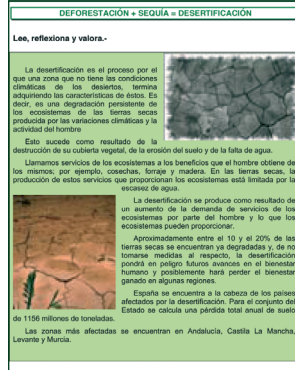 DEFORESTACIÓN + SEQUÍA = DESERTIFICACIÓN
Lee, reflexiona y valora.-
La desertificación es el proceso por el
que una zona que no tiene las condiciones
climáticas de los desiertos, termina
adquiriendo las características de éstos. Es
decir, es una degradación persistente de
los ecosistemas de las tierras secas
producida por las variaciones climáticas y la
actividad del hombre
Esto sucede como resultado de la
destrucción de su cubierta vegetal, de la erosión del suelo y de la falta de agua.
Llamamos servicios de los ecosistemas a los beneficios que el hombre obtiene de
los mismos; por ejemplo, cosechas, forraje y madera. En las tierras secas, la
producción de estos servicios que proporcionan los ecosistemas está limitada por la
escasez de agua.
La desertificación se produce como resultado de
un aumento de la demanda de servicios de los
ecosistemas por parte del hombre y lo que los
ecosistemas pueden proporcionar.
Aproximadamente entre el 10 y el 20% de las
tierras secas se encuentran ya degradadas y, de no
tomarse medidas al respecto, la desertificación
pondrá en peligro futuros avances en el bienestar
humano y posiblemente hará perder el bienestar
ganado en algunas regiones.
España se encuentra a la cabeza de los países
afectados por la desertificación. Para el conjunto del
Estado se calcula una pérdida total anual de suelo
de 1156 millones de toneladas.
Las zonas más afectadas se encuentran en Andalucía, Castilla La Mancha,
Levante y Murcia.